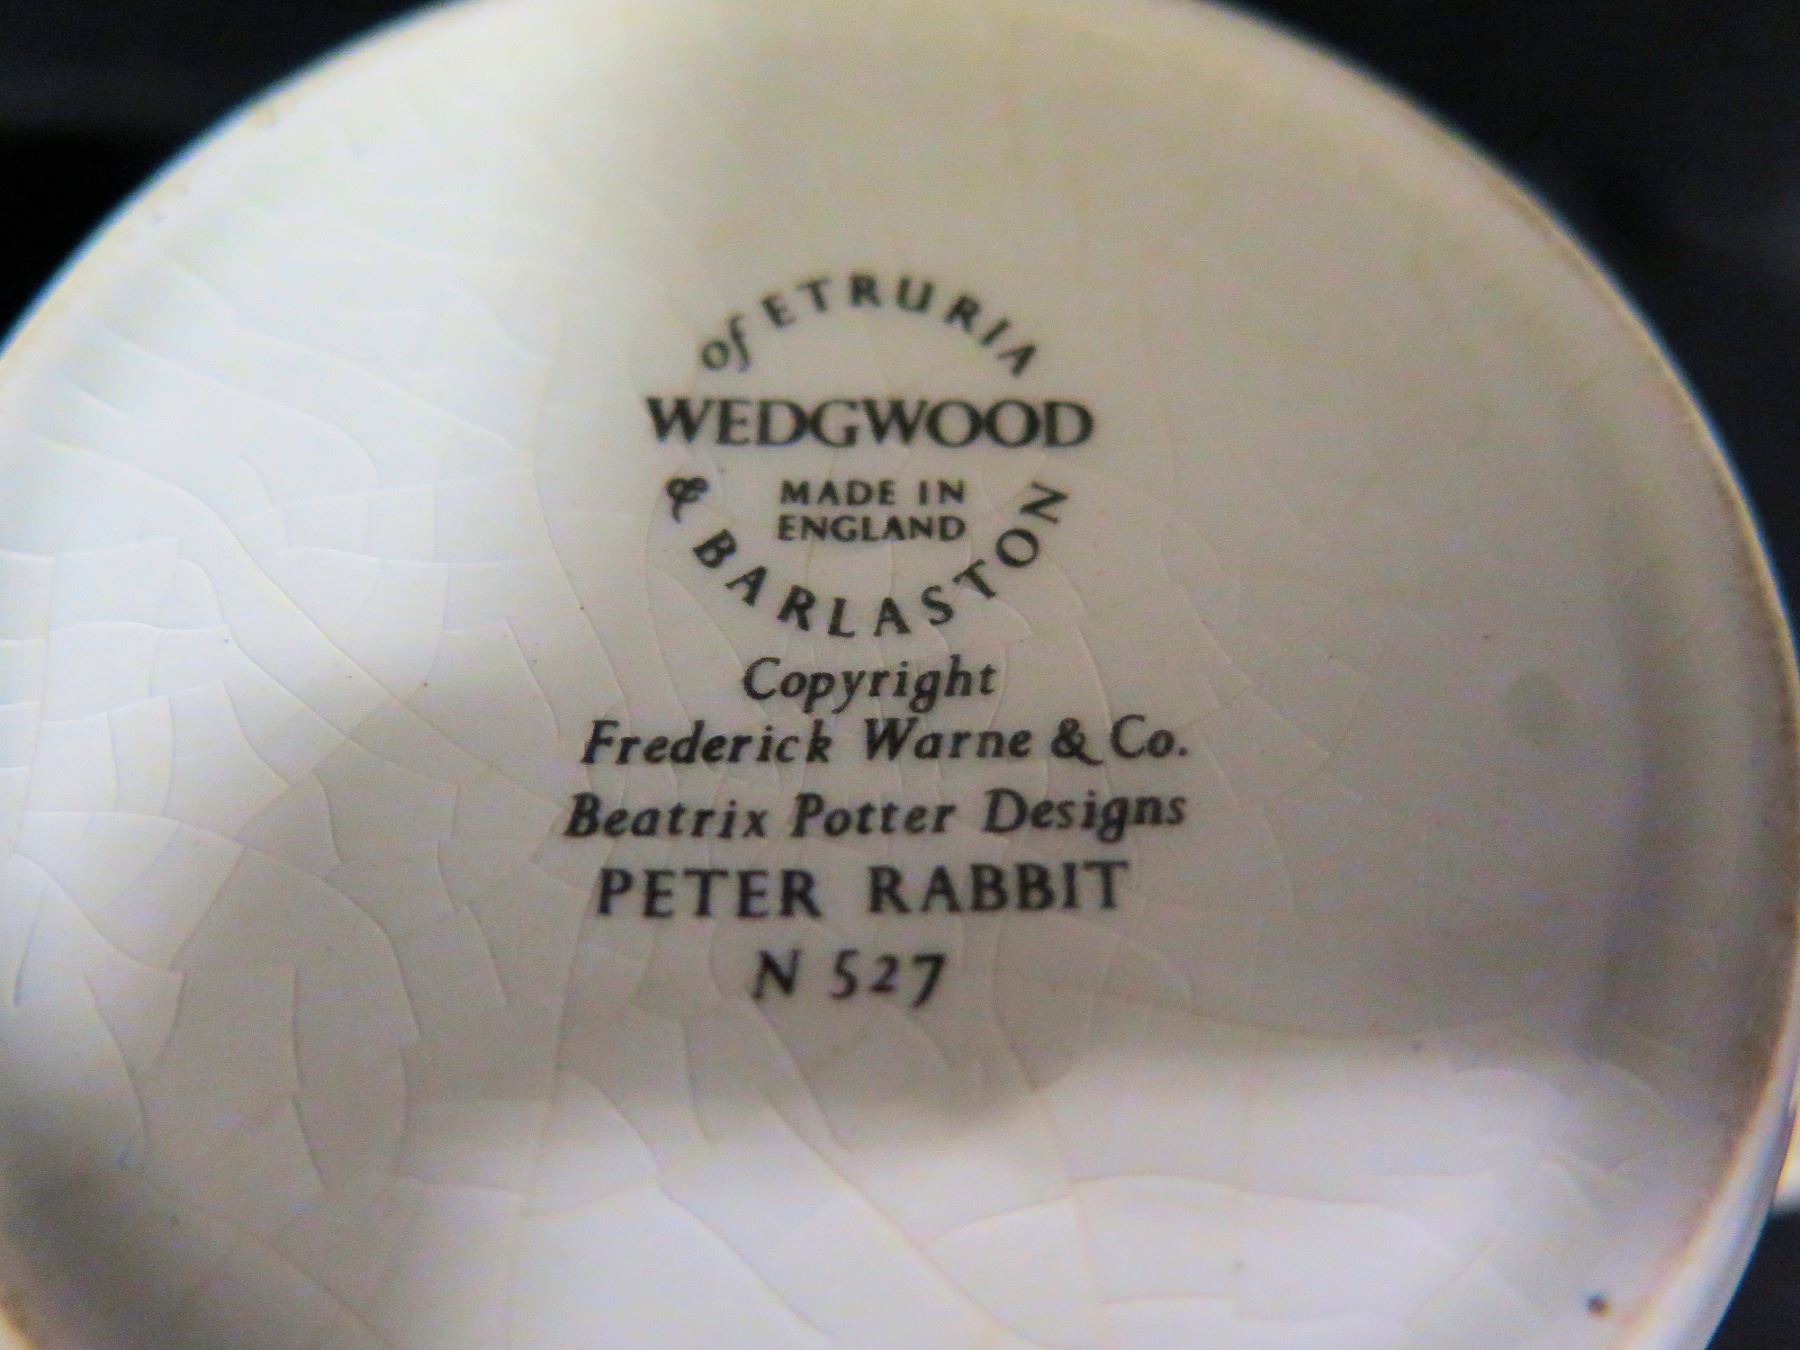 of ETRURIA
WEDGWOOD
MADE IN
ENGLAND
& BARLASTON
Copyright
Frederick Warne & Co.
Beatrix Potter Designs
PETER RABBIT
N 527